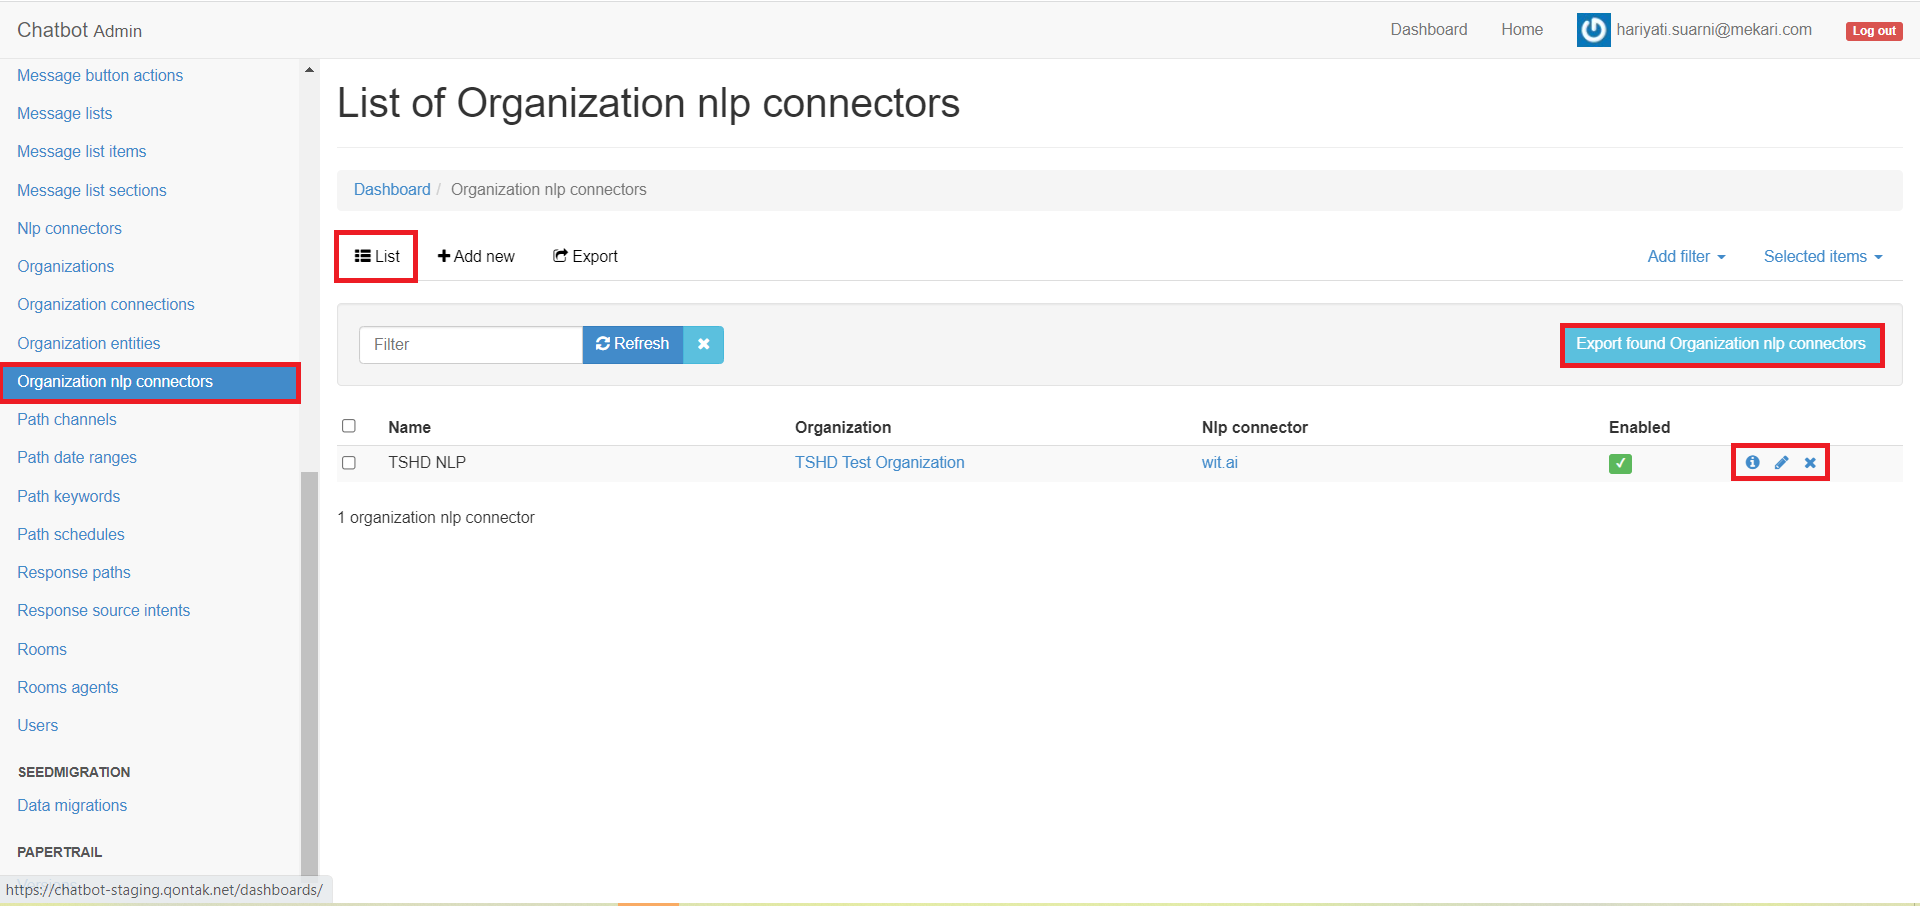 Chatbot Admin
Dashboard
Home
hariyati.suarni@mekari.com
Log out
Message button actions
Message lists
Message list items
Message list sections
Nlp connectors
Organizations
Organization connections
Organization entities
Organization nlp connectors
Path channels
Path date ranges
Path keywords
Path schedules
Response paths
Response source intents
Rooms
Rooms agents
Users
SEEDMIGRATION
Data migrations
PAPERTRAIL
https://chatbot-staging.qontak.net/dashboards/
List of Organization nlp connectors
Dashboard / Organization nlp connectors
List
Add new
Export
Add filter
Selected items
Filter
Refresh
Export found Organization nlp connectors
Name Organization Nlp connector Enabled
TSHD NLP TSHD Test Organization wit.ai
1 organization nlp connector